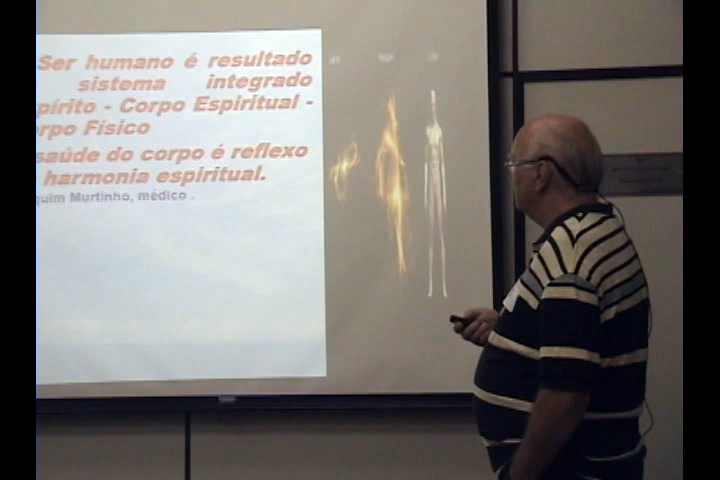 Ser humano é resultado
sistema integrado
pírito - Corpo Espiritual -
rpo Físico
saúde do corpo é reflexo
harmonia espiritual.
quim Murtinho, médico .